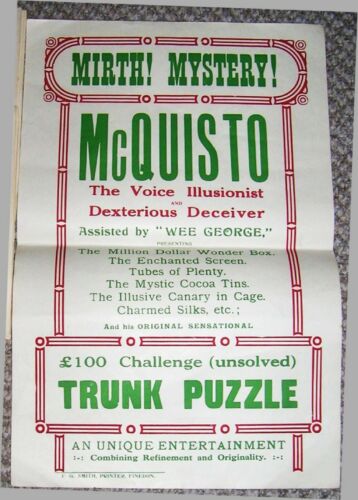 MIRTH! MYSTERY!
McQUISTO
The Voice Illusionist
AND
Dexterious Deceiver
Assisted by "WEE GEORGE,"
PRESENTING
The Million Dollar Wonder Box.
The Enchanted Screen.
Tubes of Plenty.
The Mystic Cocoa Tins.
The Illusive Canary in Cage.
Charmed Silks, etc.;
And his ORIGINAL SENSATIONAL
£100 Challenge (unsolved)
TRUNK PUZZLE
AN UNIQUE ENTERTAINMENT
:-: Combining Refinement and Originality. :-:
SMITH, PRINTER, FINEDON.